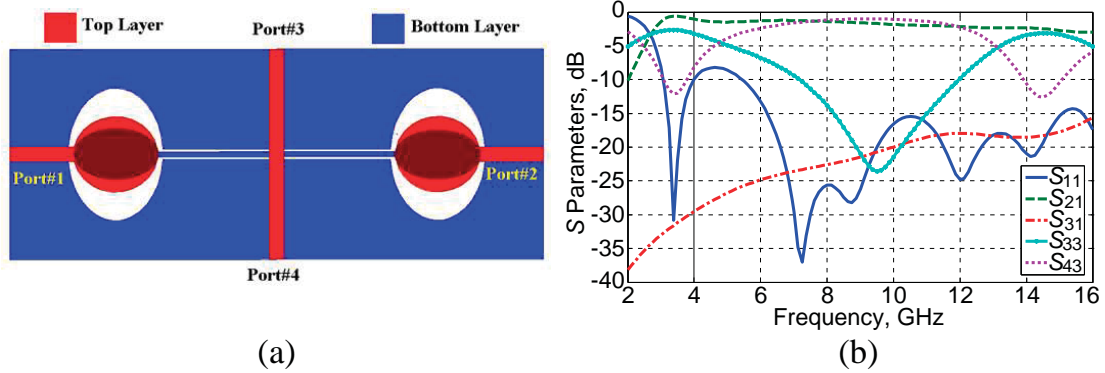 Top Layer
Port#3
Bottom Layer
Port#1
Port#2
Port#4
(a)
S Parameters, dB
0
-5
-10
-15
-20
-25
-30
-35
-40
2
4
6
8
10
12
14
16
Frequency, GHz
S11
S21
S31
S33
S43
(b)